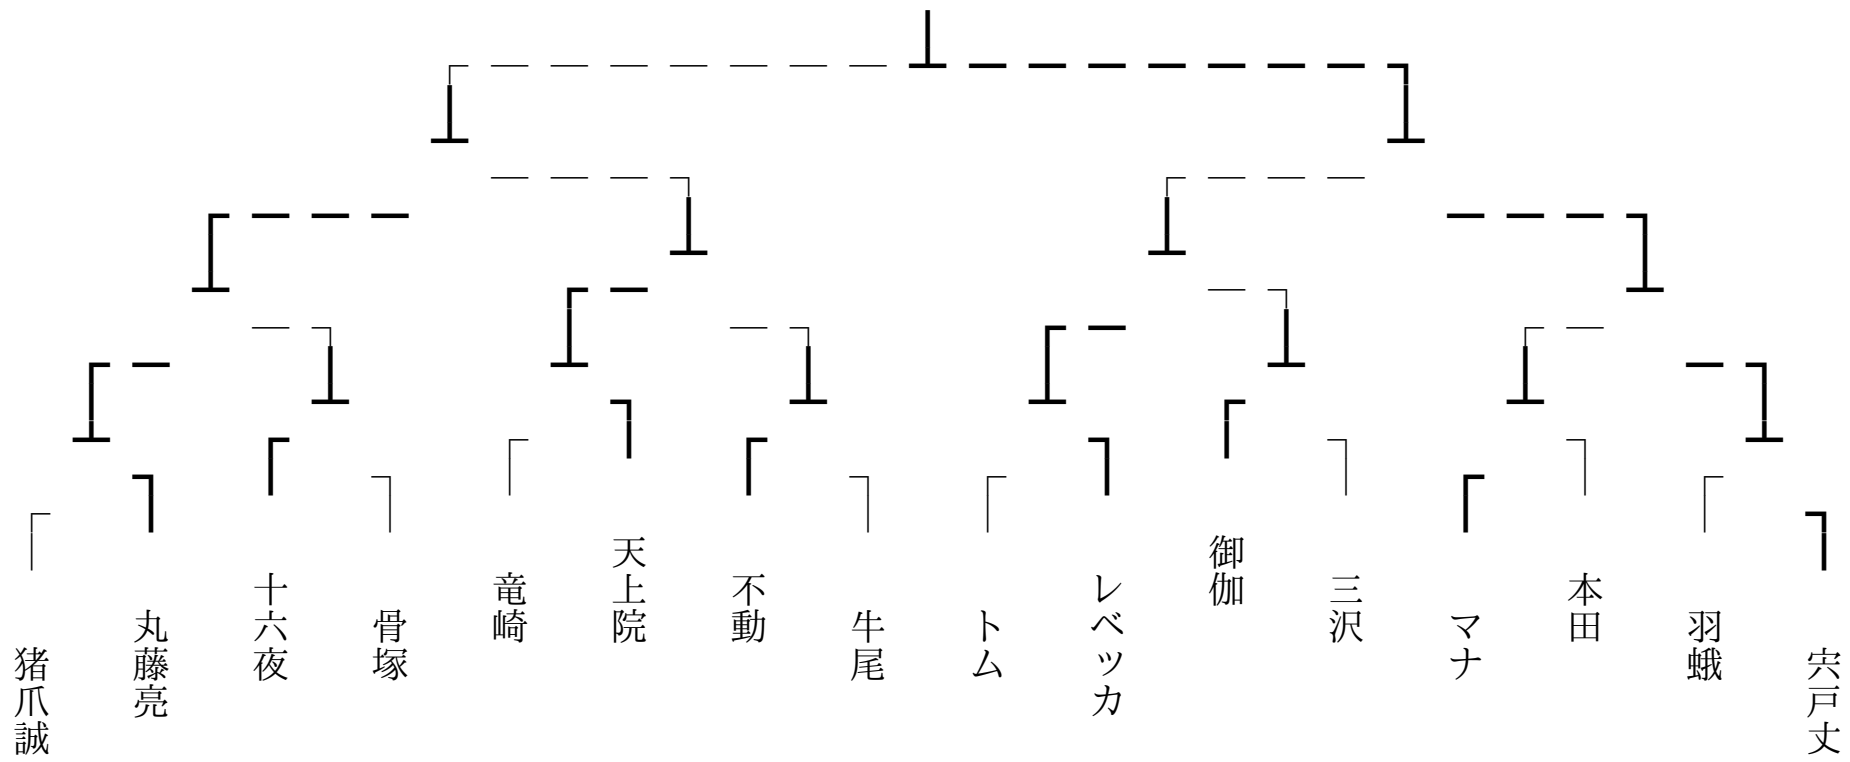 猪爪誠
丸藤亮
十六夜
骨塚
竜崎
天上院
不動
牛尾
トム
レベッカ
御伽
三沢
マナ
本田
羽蛾
宍戸丈